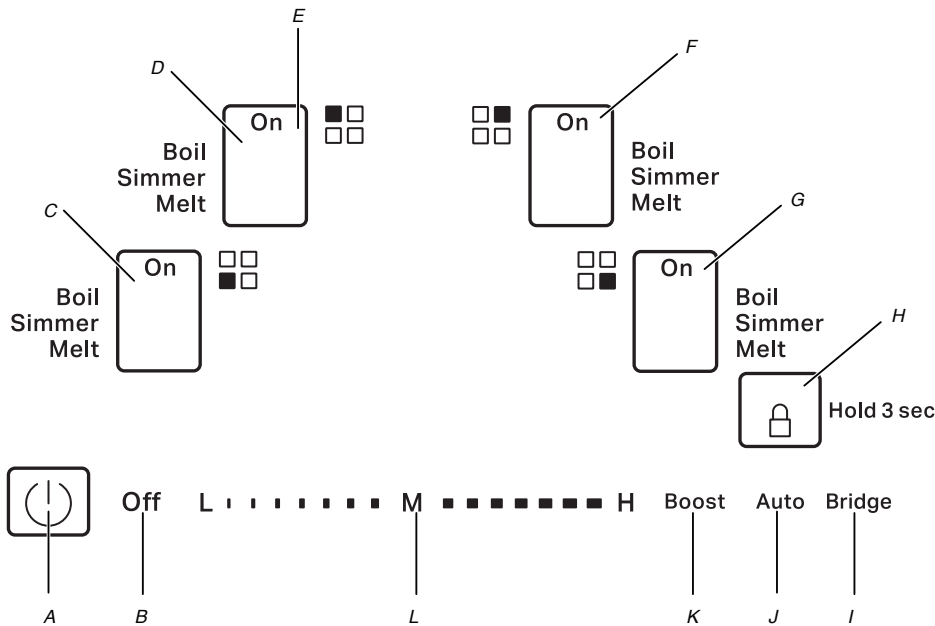 E
D
F
On
On
Boil
Simmer
Melt
Boil
Simmer
Melt
C
G
On
On
Boil
Simmer
Melt
Boil
Simmer
Melt
H
Hold 3 sec
Off L M H Boost Auto Bridge
A B L K J I